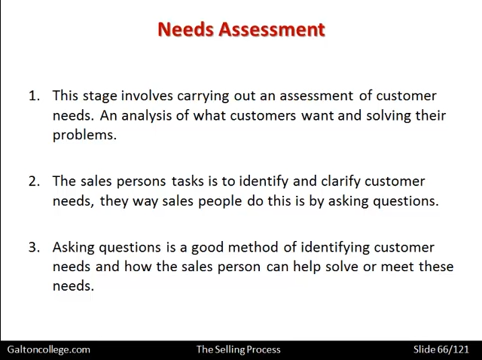 Needs Assessment
1. This stage involves carrying out an assessment of customer
needs. An analysis of what customers want and solving their
problems.
2. The sales persons tasks is to identify and clarify customer
needs, they way sales people do this is by asking questions.
3. Asking questions is a good method of identifying customer
needs and how the sales person can help solve or meet these
needs.
Galtoncollege.com The Selling Process Slide 66/121